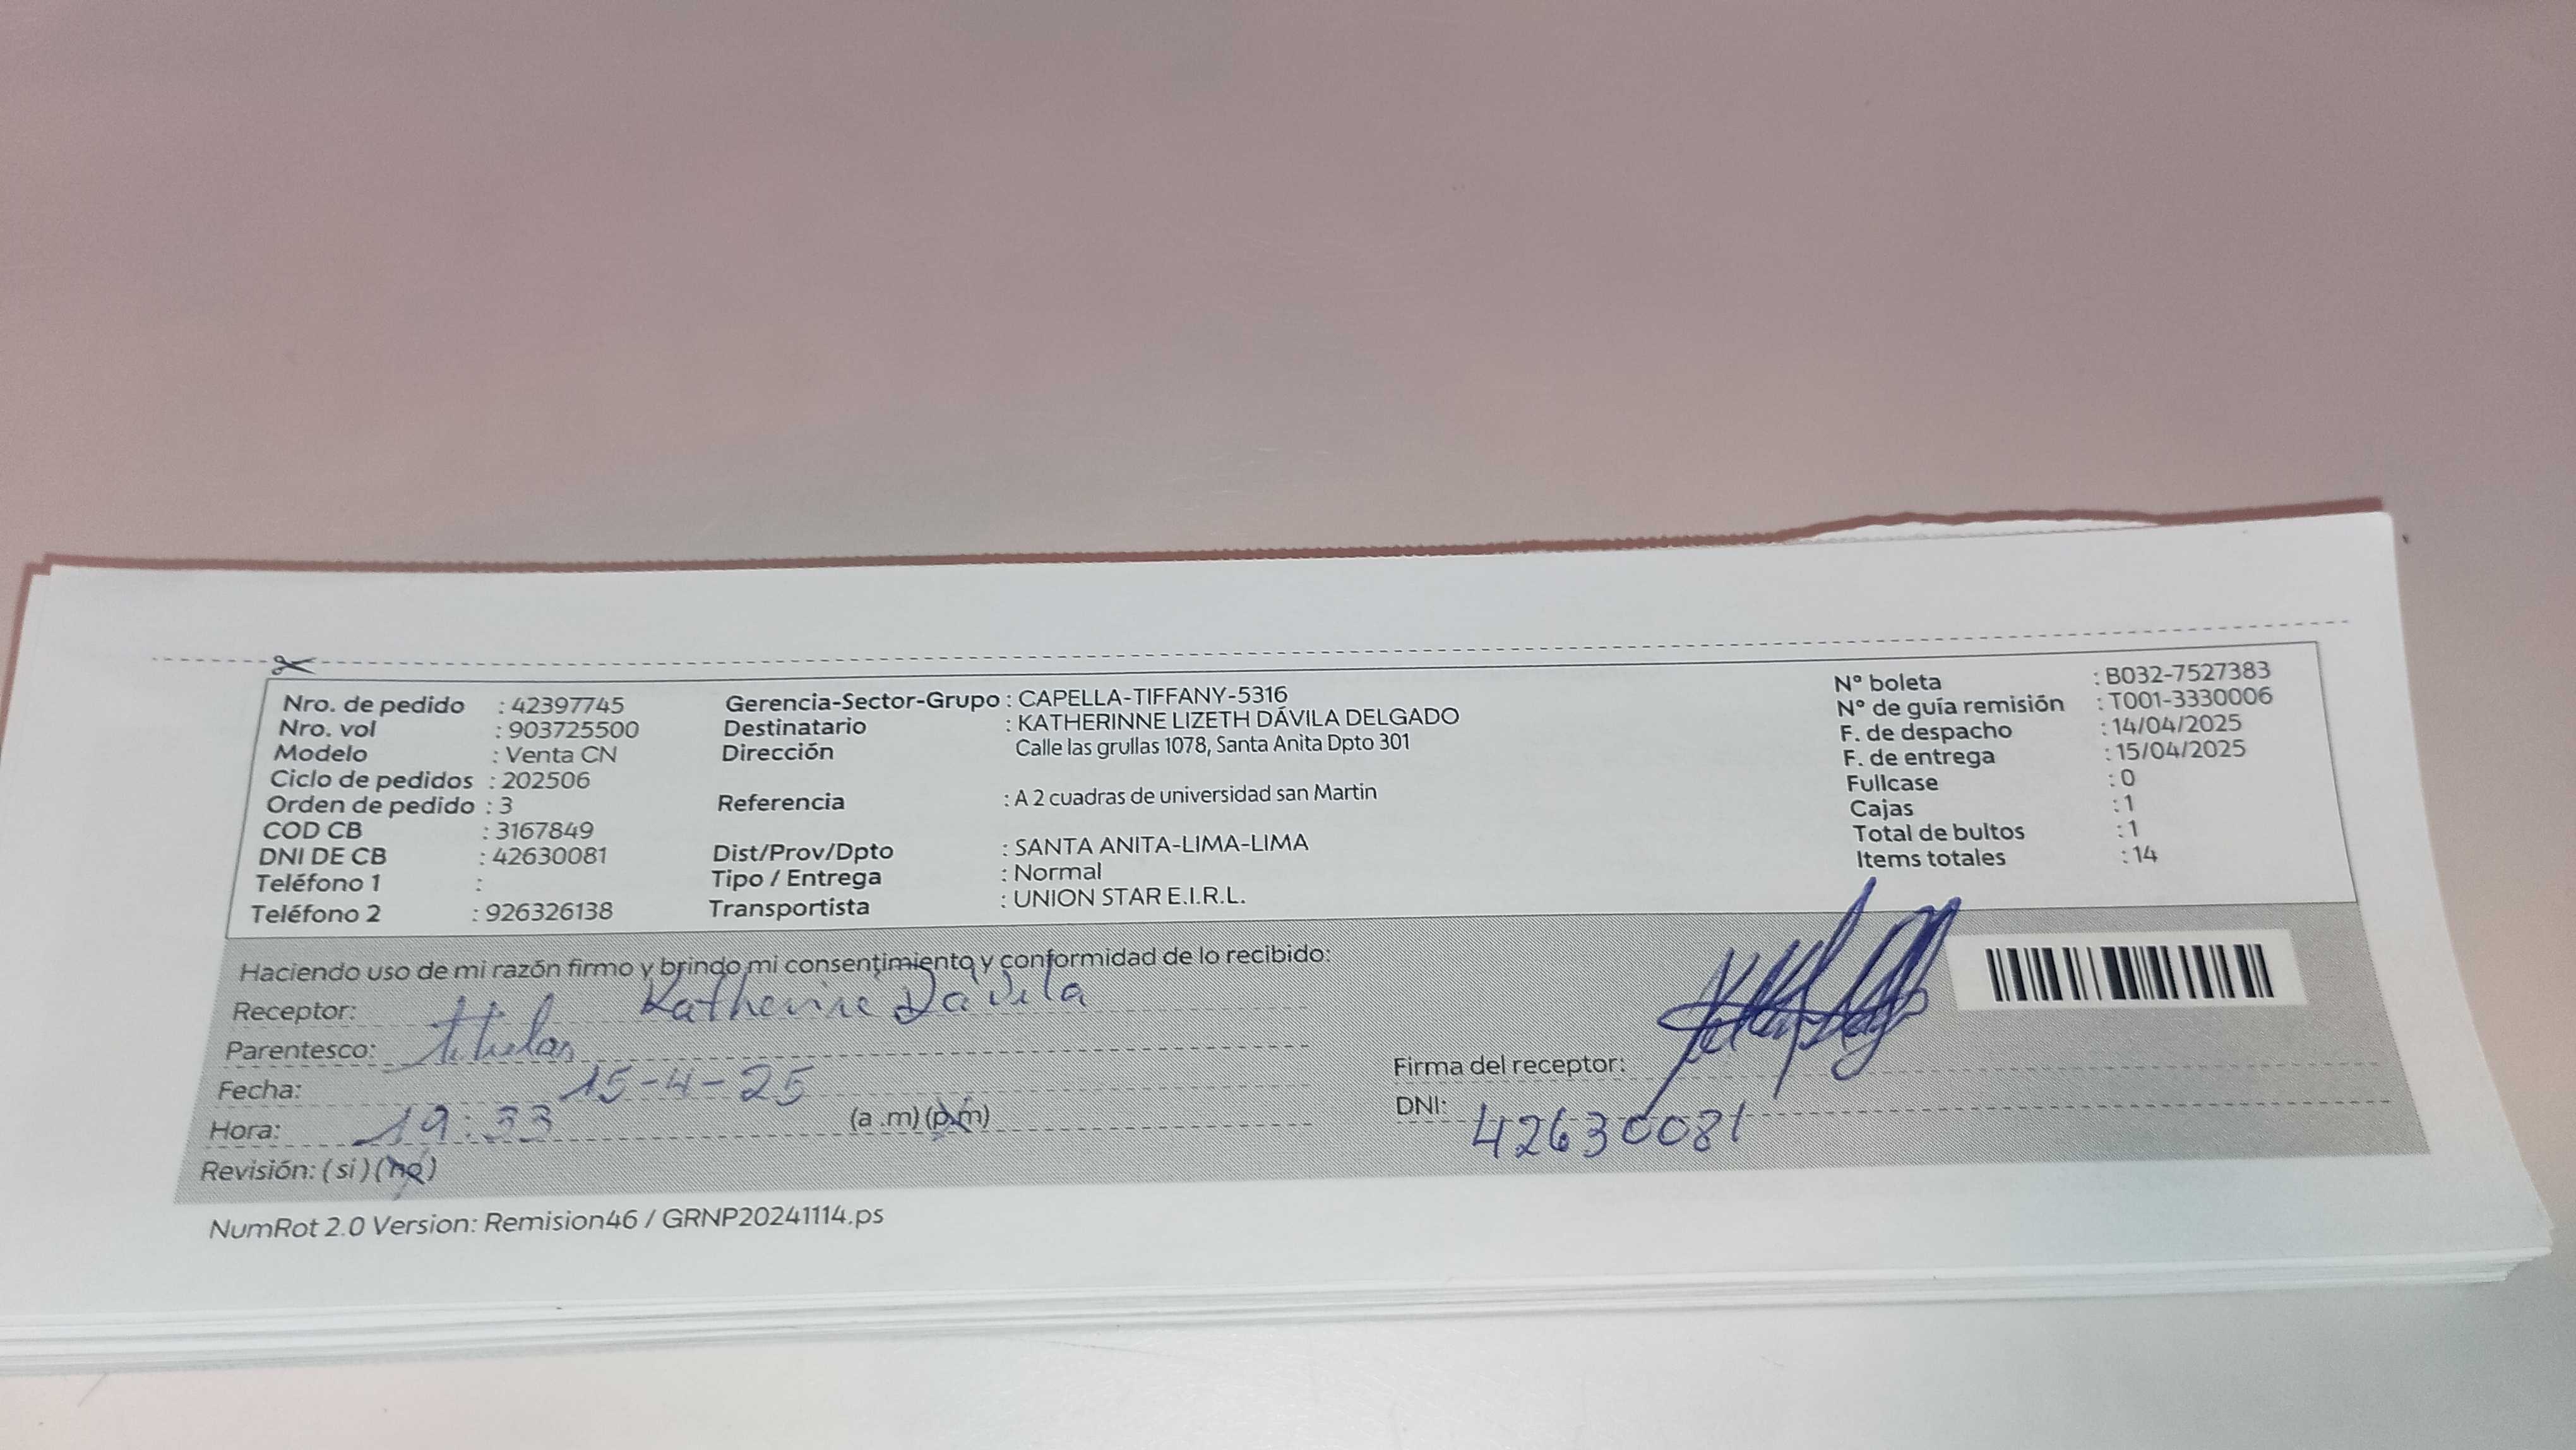 Nro. de pedido : 42397745
Nro. vol : 903725500
Modelo : Venta CN
Ciclo de pedidos : 202506
Orden de pedido : 3
COD CB : 3167849
DNI DE CB : 42630081
Teléfono 1 :
Teléfono 2 : 926326138
Gerencia-Sector-Grupo : CAPELLA-TIFFANY-5316
Destinatario : KATHERINNE LIZETH DÁVILA DELGADO
Dirección Calle las grullas 1078, Santa Anita Dpto 301
Referencia : A 2 cuadras de universidad san Martin
Dist/Prov/Dpto : SANTA ANITA-LIMA-LIMA
Tipo / Entrega : Normal
Transportista : UNION STAR E.I.R.L.
N° boleta : B032-7527383
N° de guía remisión : T001-3330006
F. de despacho : 14/04/2025
F. de entrega : 15/04/2025
Fullcase : 0
Cajas : 1
Total de bultos : 1
Items totales : 14
Haciendo uso de mi razón firmo y brindo mi consentimiento y conformidad de lo recibido:
Receptor: Katherine Dávila
Parentesco: titular
Fecha: 15-4-25
Hora: 19:33 (a .m) (p.m)
Revisión: (si) (no)
Firma del receptor:
DNI: 42630081
NumRot 2.0 Version: Remision46 / GRNP20241114.ps